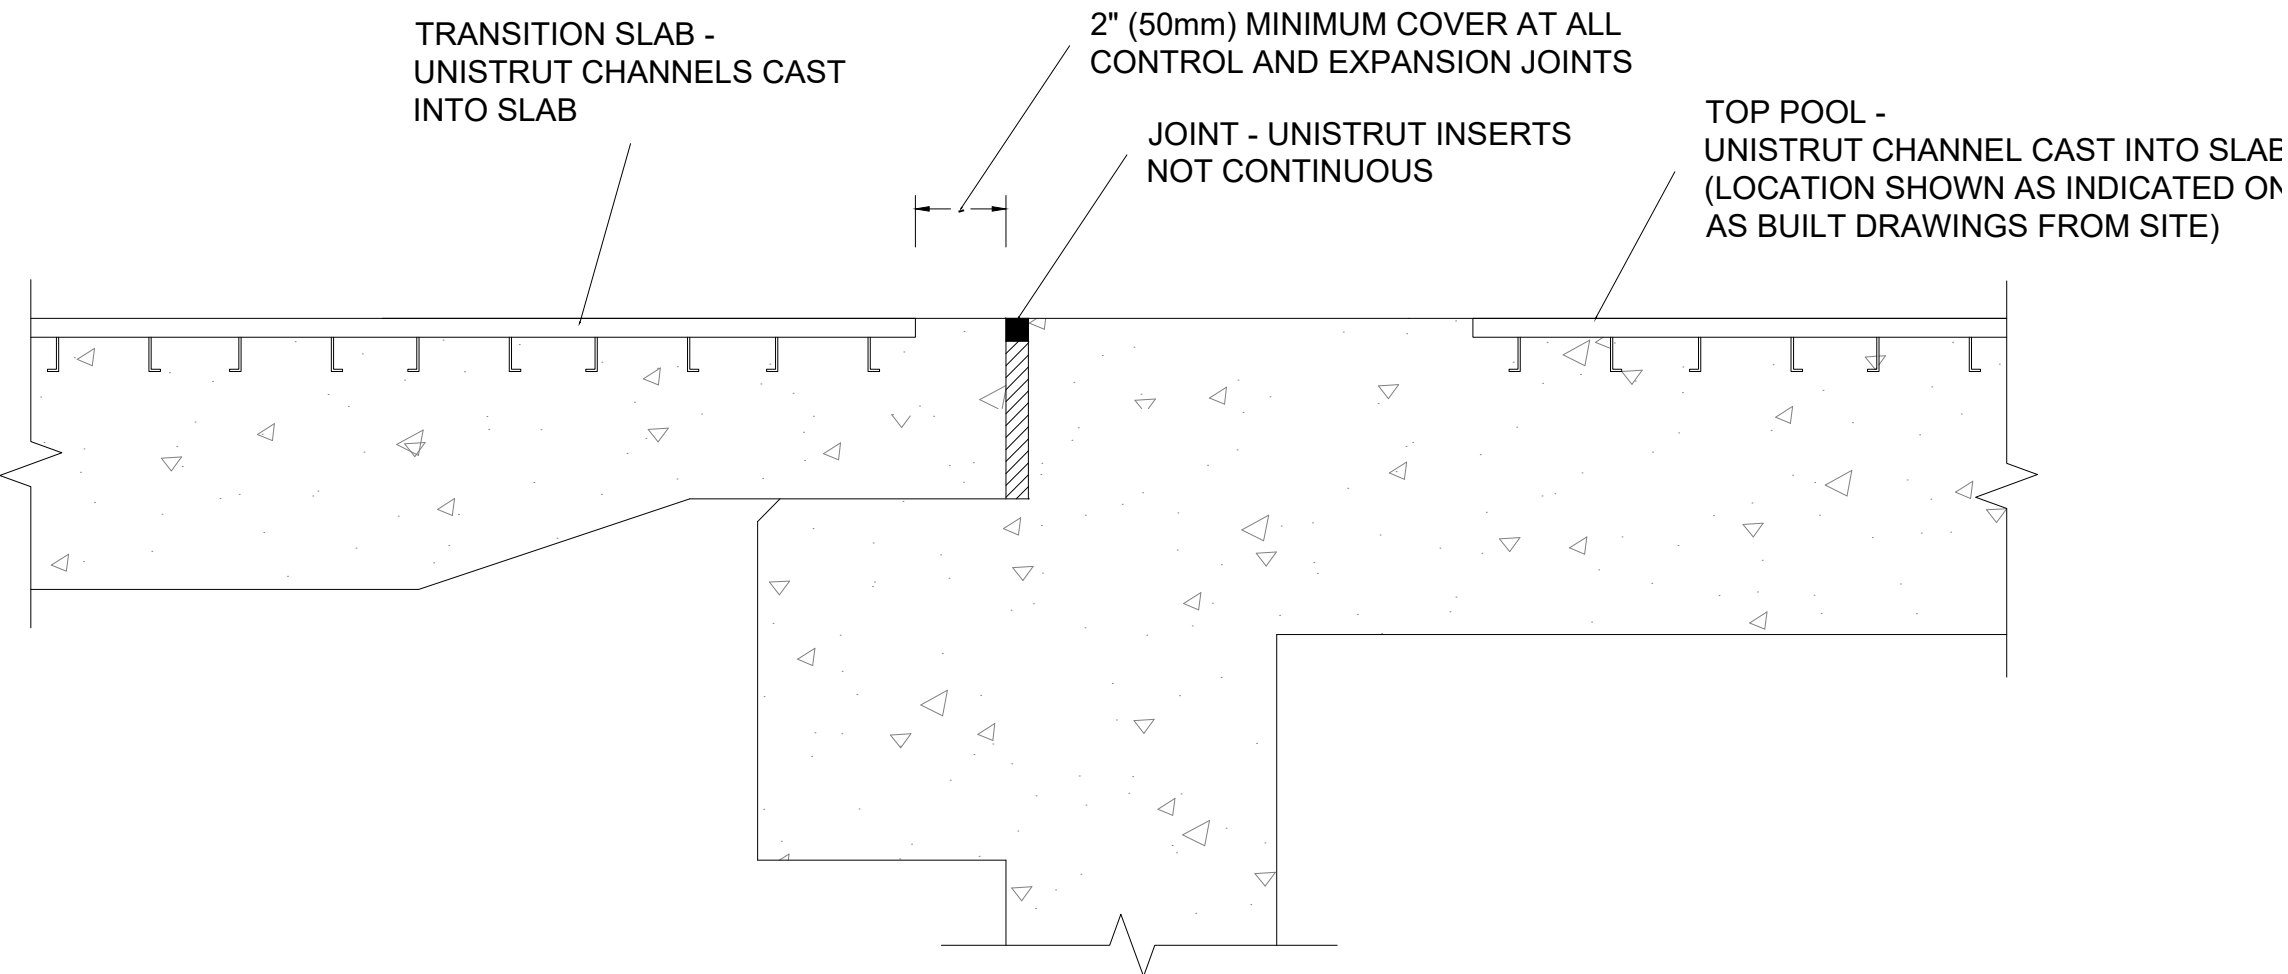 TRANSITION SLAB -
UNISTRUT CHANNELS CAST
INTO SLAB
2" (50mm) MINIMUM COVER AT ALL
CONTROL AND EXPANSION JOINTS
JOINT - UNISTRUT INSERTS
NOT CONTINUOUS
TOP POOL -
UNISTRUT CHANNEL CAST INTO SLAB
(LOCATION SHOWN AS INDICATED ON
AS BUILT DRAWINGS FROM SITE)